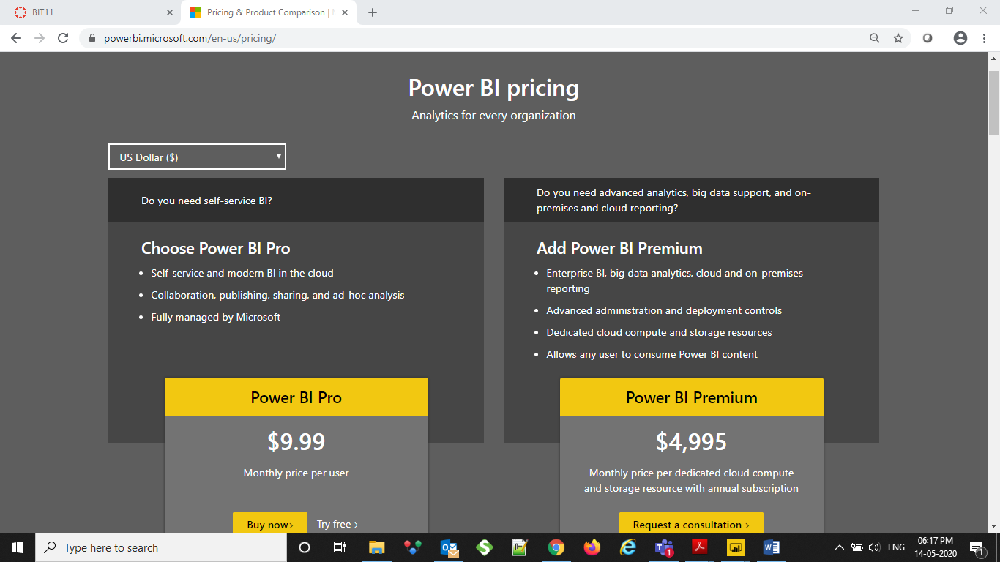 BIT11
Pricing & Product Comparison |
powerbi.microsoft.com/en-us/pricing/
Power BI pricing
Analytics for every organization
US Dollar ($)
Do you need self-service BI?
Choose Power BI Pro
Self-service and modern BI in the cloud
Collaboration, publishing, sharing, and ad-hoc analysis
Fully managed by Microsoft
Power BI Pro
$9.99
Monthly price per user
Buy now›
Try free ›
Do you need advanced analytics, big data support, and on-
premises and cloud reporting?
Add Power BI Premium
Enterprise BI, big data analytics, cloud and on-premises
reporting
Advanced administration and deployment controls
Dedicated cloud compute and storage resources
Allows any user to consume Power BI content
Power BI Premium
$4,995
Monthly price per dedicated cloud compute
and storage resource with annual subscription
Request a consultation ›
Type here to search
ENG
06:17 PM
14-05-2020